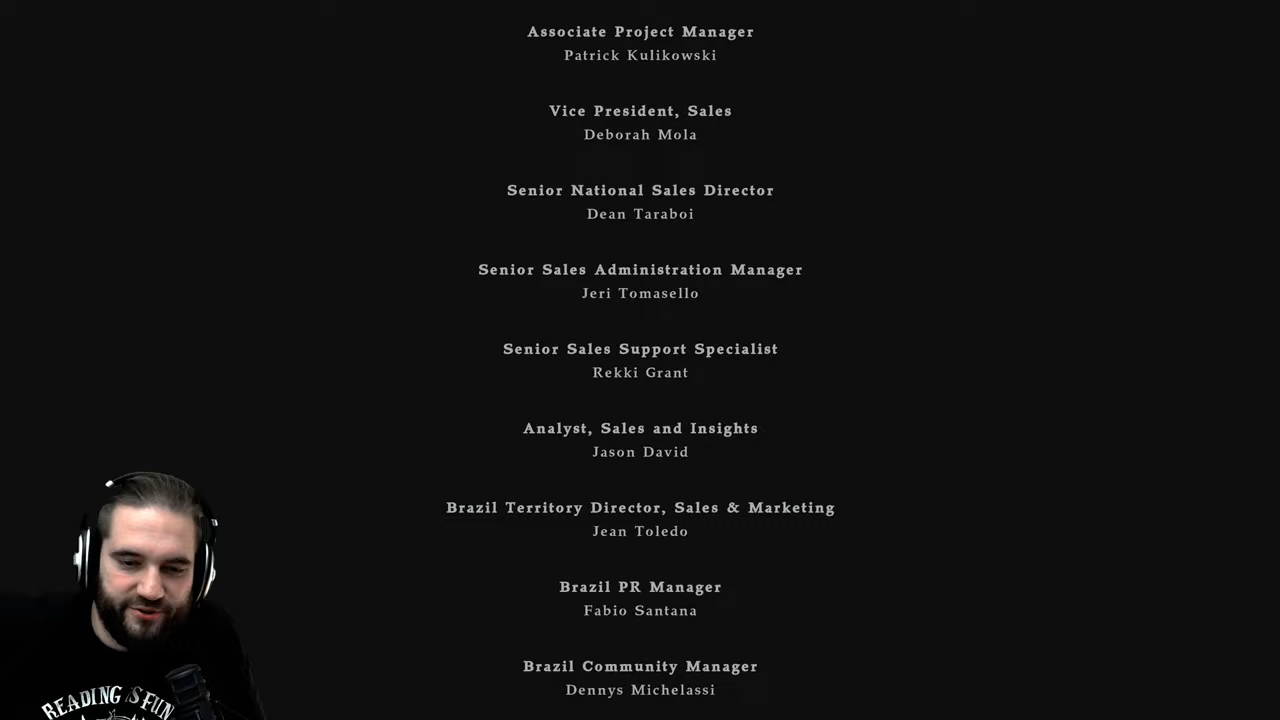 Associate Project Manager
Patrick Kulikowski
Vice President, Sales
Deborah Mola
Senior National Sales Director
Dean Taraboi
Senior Sales Administration Manager
Jeri Tomasello
Senior Sales Support Specialist
Rekki Grant
Analyst, Sales and Insights
Jason David
Brazil Territory Director, Sales & Marketing
Jean Toledo
Brazil PR Manager
Fabio Santana
Brazil Community Manager
Dennys Michelassi
READING IS FUN